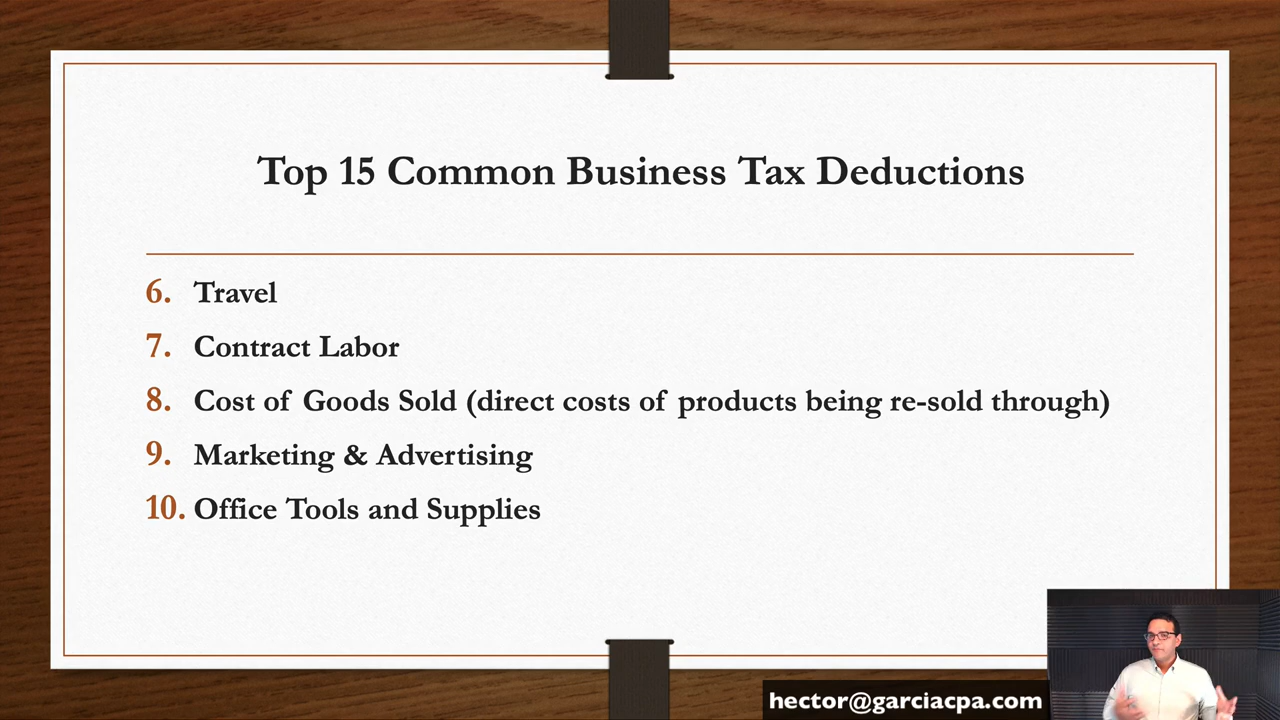 Top 15 Common Business Tax Deductions
6. Travel
7. Contract Labor
8. Cost of Goods Sold (direct costs of products being re-sold through)
9. Marketing & Advertising
10. Office Tools and Supplies
hector@garciacpa.com